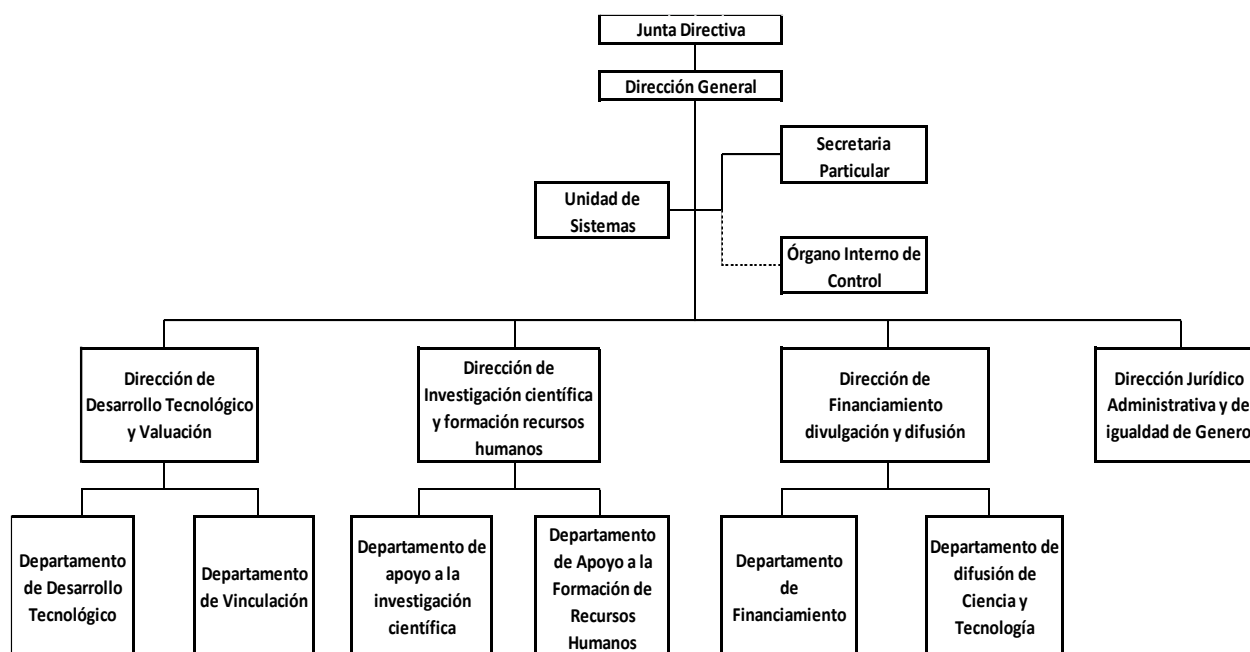 Junta Directiva
Dirección General
Secretaria
Particular
Unidad de
Sistemas
Órgano Interno de
Control
Dirección de
Desarrollo Tecnológico
y Valuación
Dirección de
Investigación científica
y formación recursos
humanos
Dirección de
Financiamiento
divulgación y difusión
Dirección Jurídico
Administrativa y de
igualdad de Genero
Departamento
de Desarrollo
Tecnológico
Departamento
de Vinculación
Departamento de
apoyo a la
investigación
científica
Departamento
de Apoyo a la
Formación de
Recursos
Humanos
Departamento
de
Financiamiento
Departamento de
difusión de
Ciencia y
Tecnología